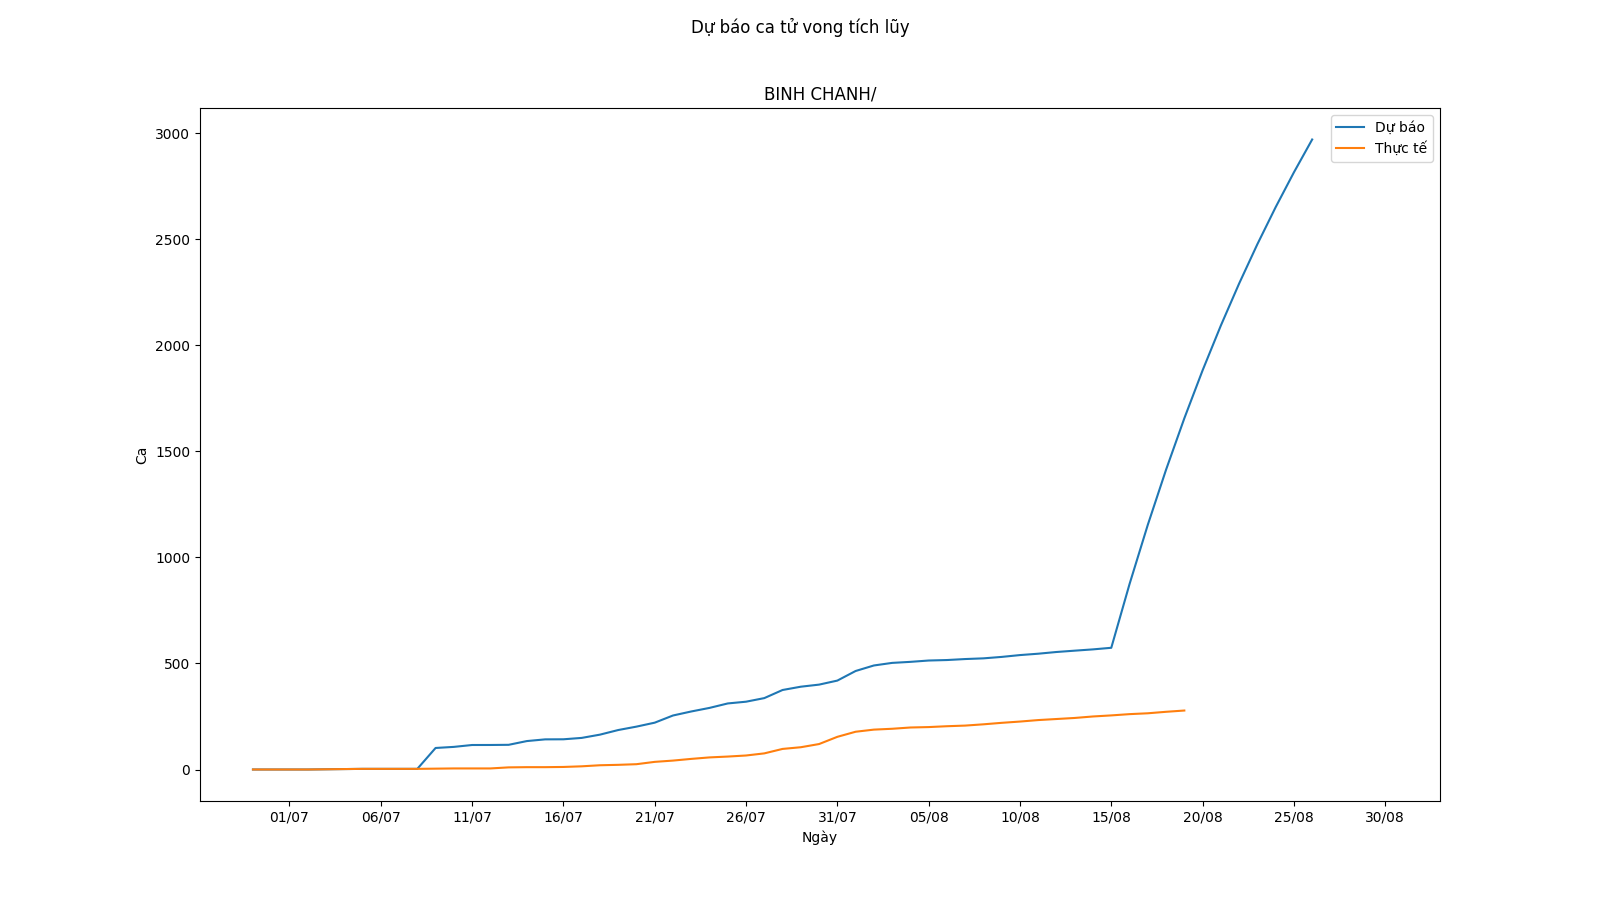 Dự báo ca tử vong tích lũy
BINH CHANH/
Dự báo
Thực tế
3000
2500
2000
1500
1000
500
0
Ca
01/07 06/07 11/07 16/07 21/07 26/07 31/07 05/08 10/08 15/08 20/08 25/08 30/08
Ngày